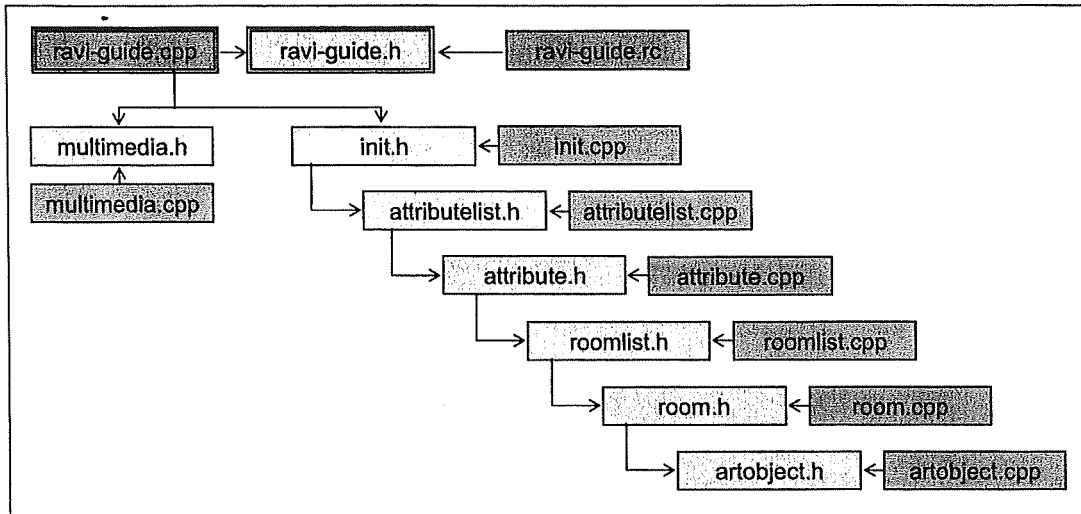 ravi-guide.cpp
ravi-guide.h
ravi-guide.rc
multimedia.h
init.h
init.cpp
multimedia.cpp
attributelist.h
attributelist.cpp
attribute.h
attribute.cpp
roomlist.h
roomlist.cpp
room.h
room.cpp
artobject.h
artobject.cpp